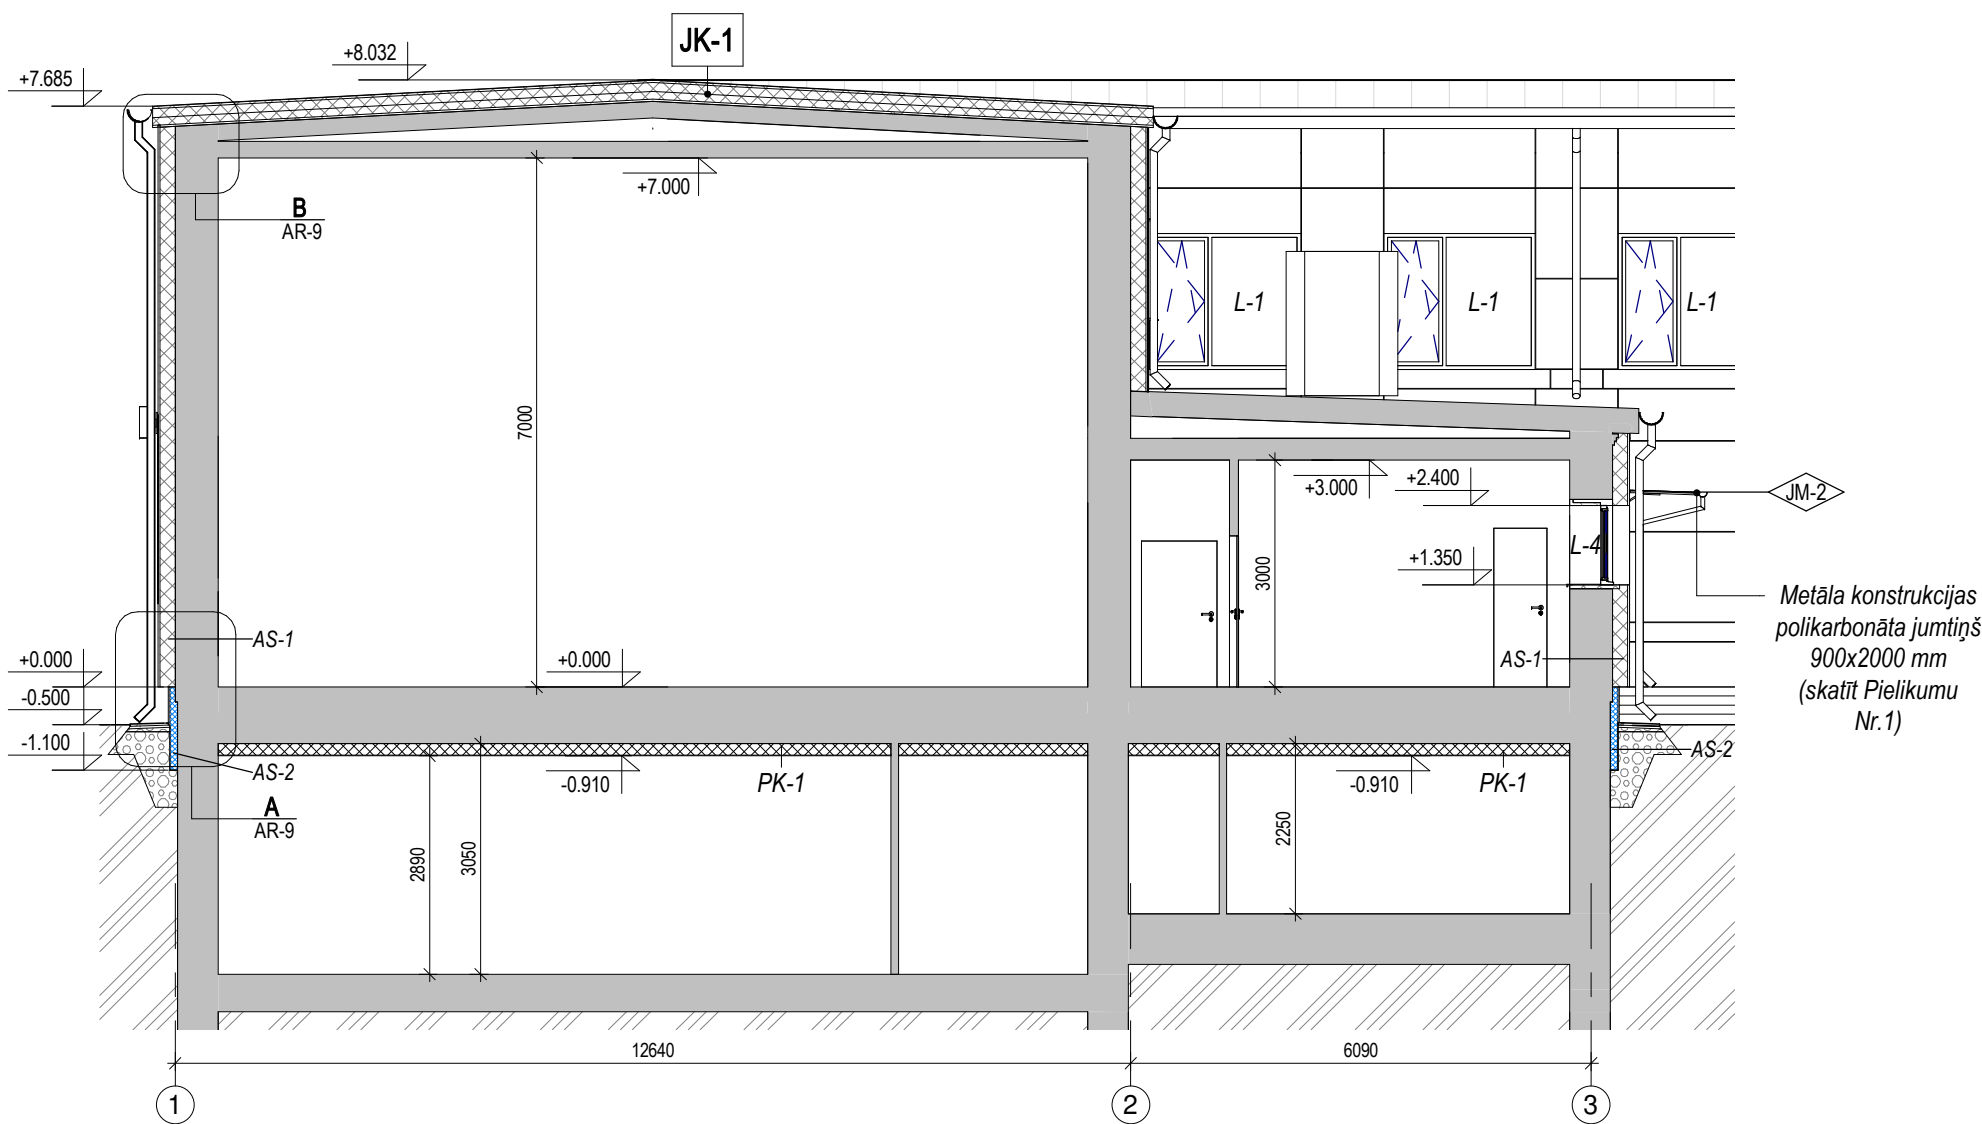 JK-1
+8.032
+7.685
+7.000
B
AR-9
L-1
L-1
L-1
7000
+3.000
+2.400
JM-2
L-4
+1.350
3000
Metāla konstrukcijas
polikarbonāta jumtiņš
900x2000 mm
(skatīt Pielikumu
Nr.1)
AS-1
AS-1
+0.000
+0.000
-0.500
-1.100
AS-2
AS-2
-0.910
PK-1
-0.910
PK-1
A
AR-9
2890
3050
2250
12640
6090
1
2
3